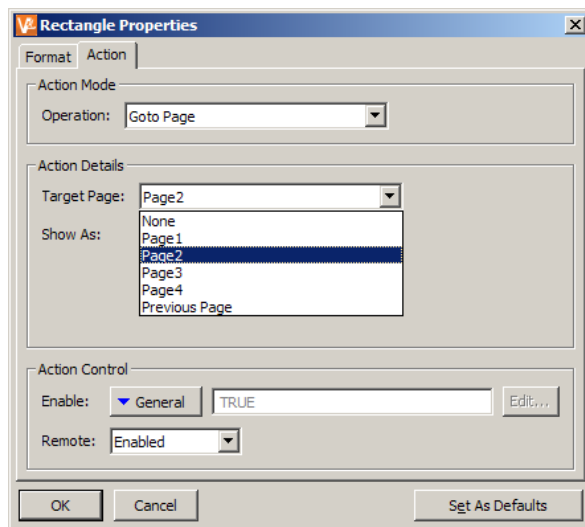 Rectangle Properties
Format Action
Action Mode
Operation: Goto Page
Action Details
Target Page: Page2
None
Show As: Page1
Page2
Page3
Page4
Previous Page
Action Control
Enable: General TRUE Edit...
Remote: Enabled
OK Cancel Set As Defaults